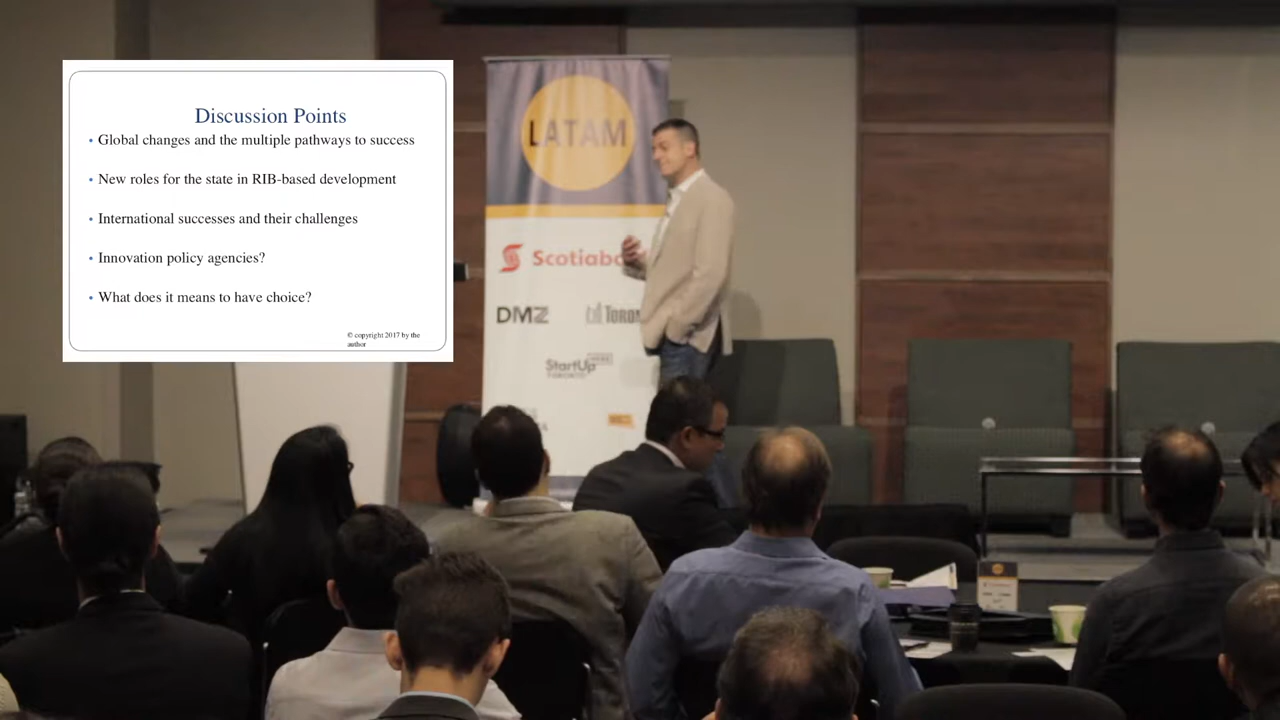 Discussion Points
• Global changes and the multiple pathways to success
• New roles for the state in RIB-based development
• International successes and their challenges
• Innovation policy agencies?
• What does it means to have choice?
© copyright 2017 by the
author
LATAM
DMZ
StartUp
HERE
TORONTO